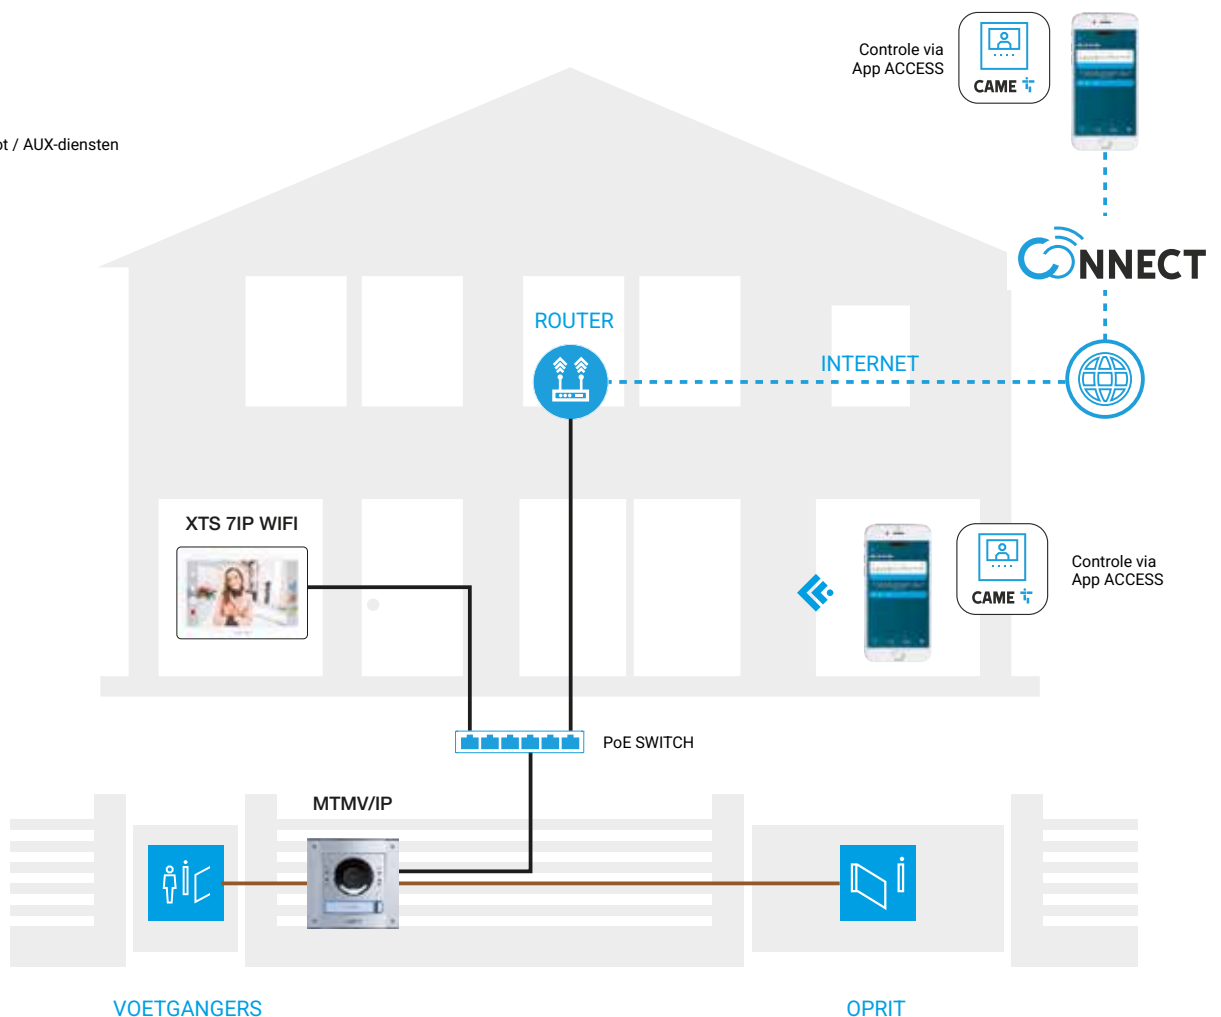 Controle via
App ACCESS
CAME
ot / AUX-diensten
CONNECT
ROUTER
INTERNET
XTS 7IP WIFI
CAME
Controle via
App ACCESS
PoE SWITCH
MTMV/IP
VOETGANGERS
OPRIT